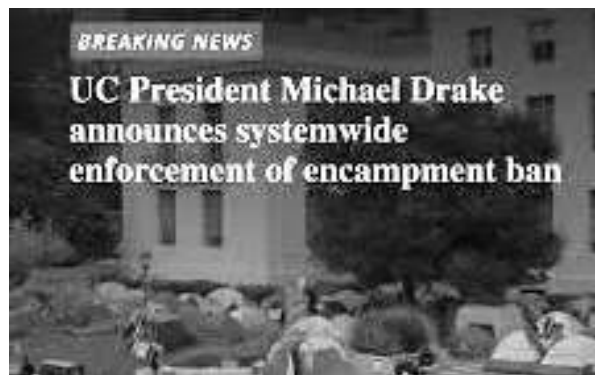 BREAKING NEWS
UC President Michael Drake
announces systemwide
enforcement of encampment ban